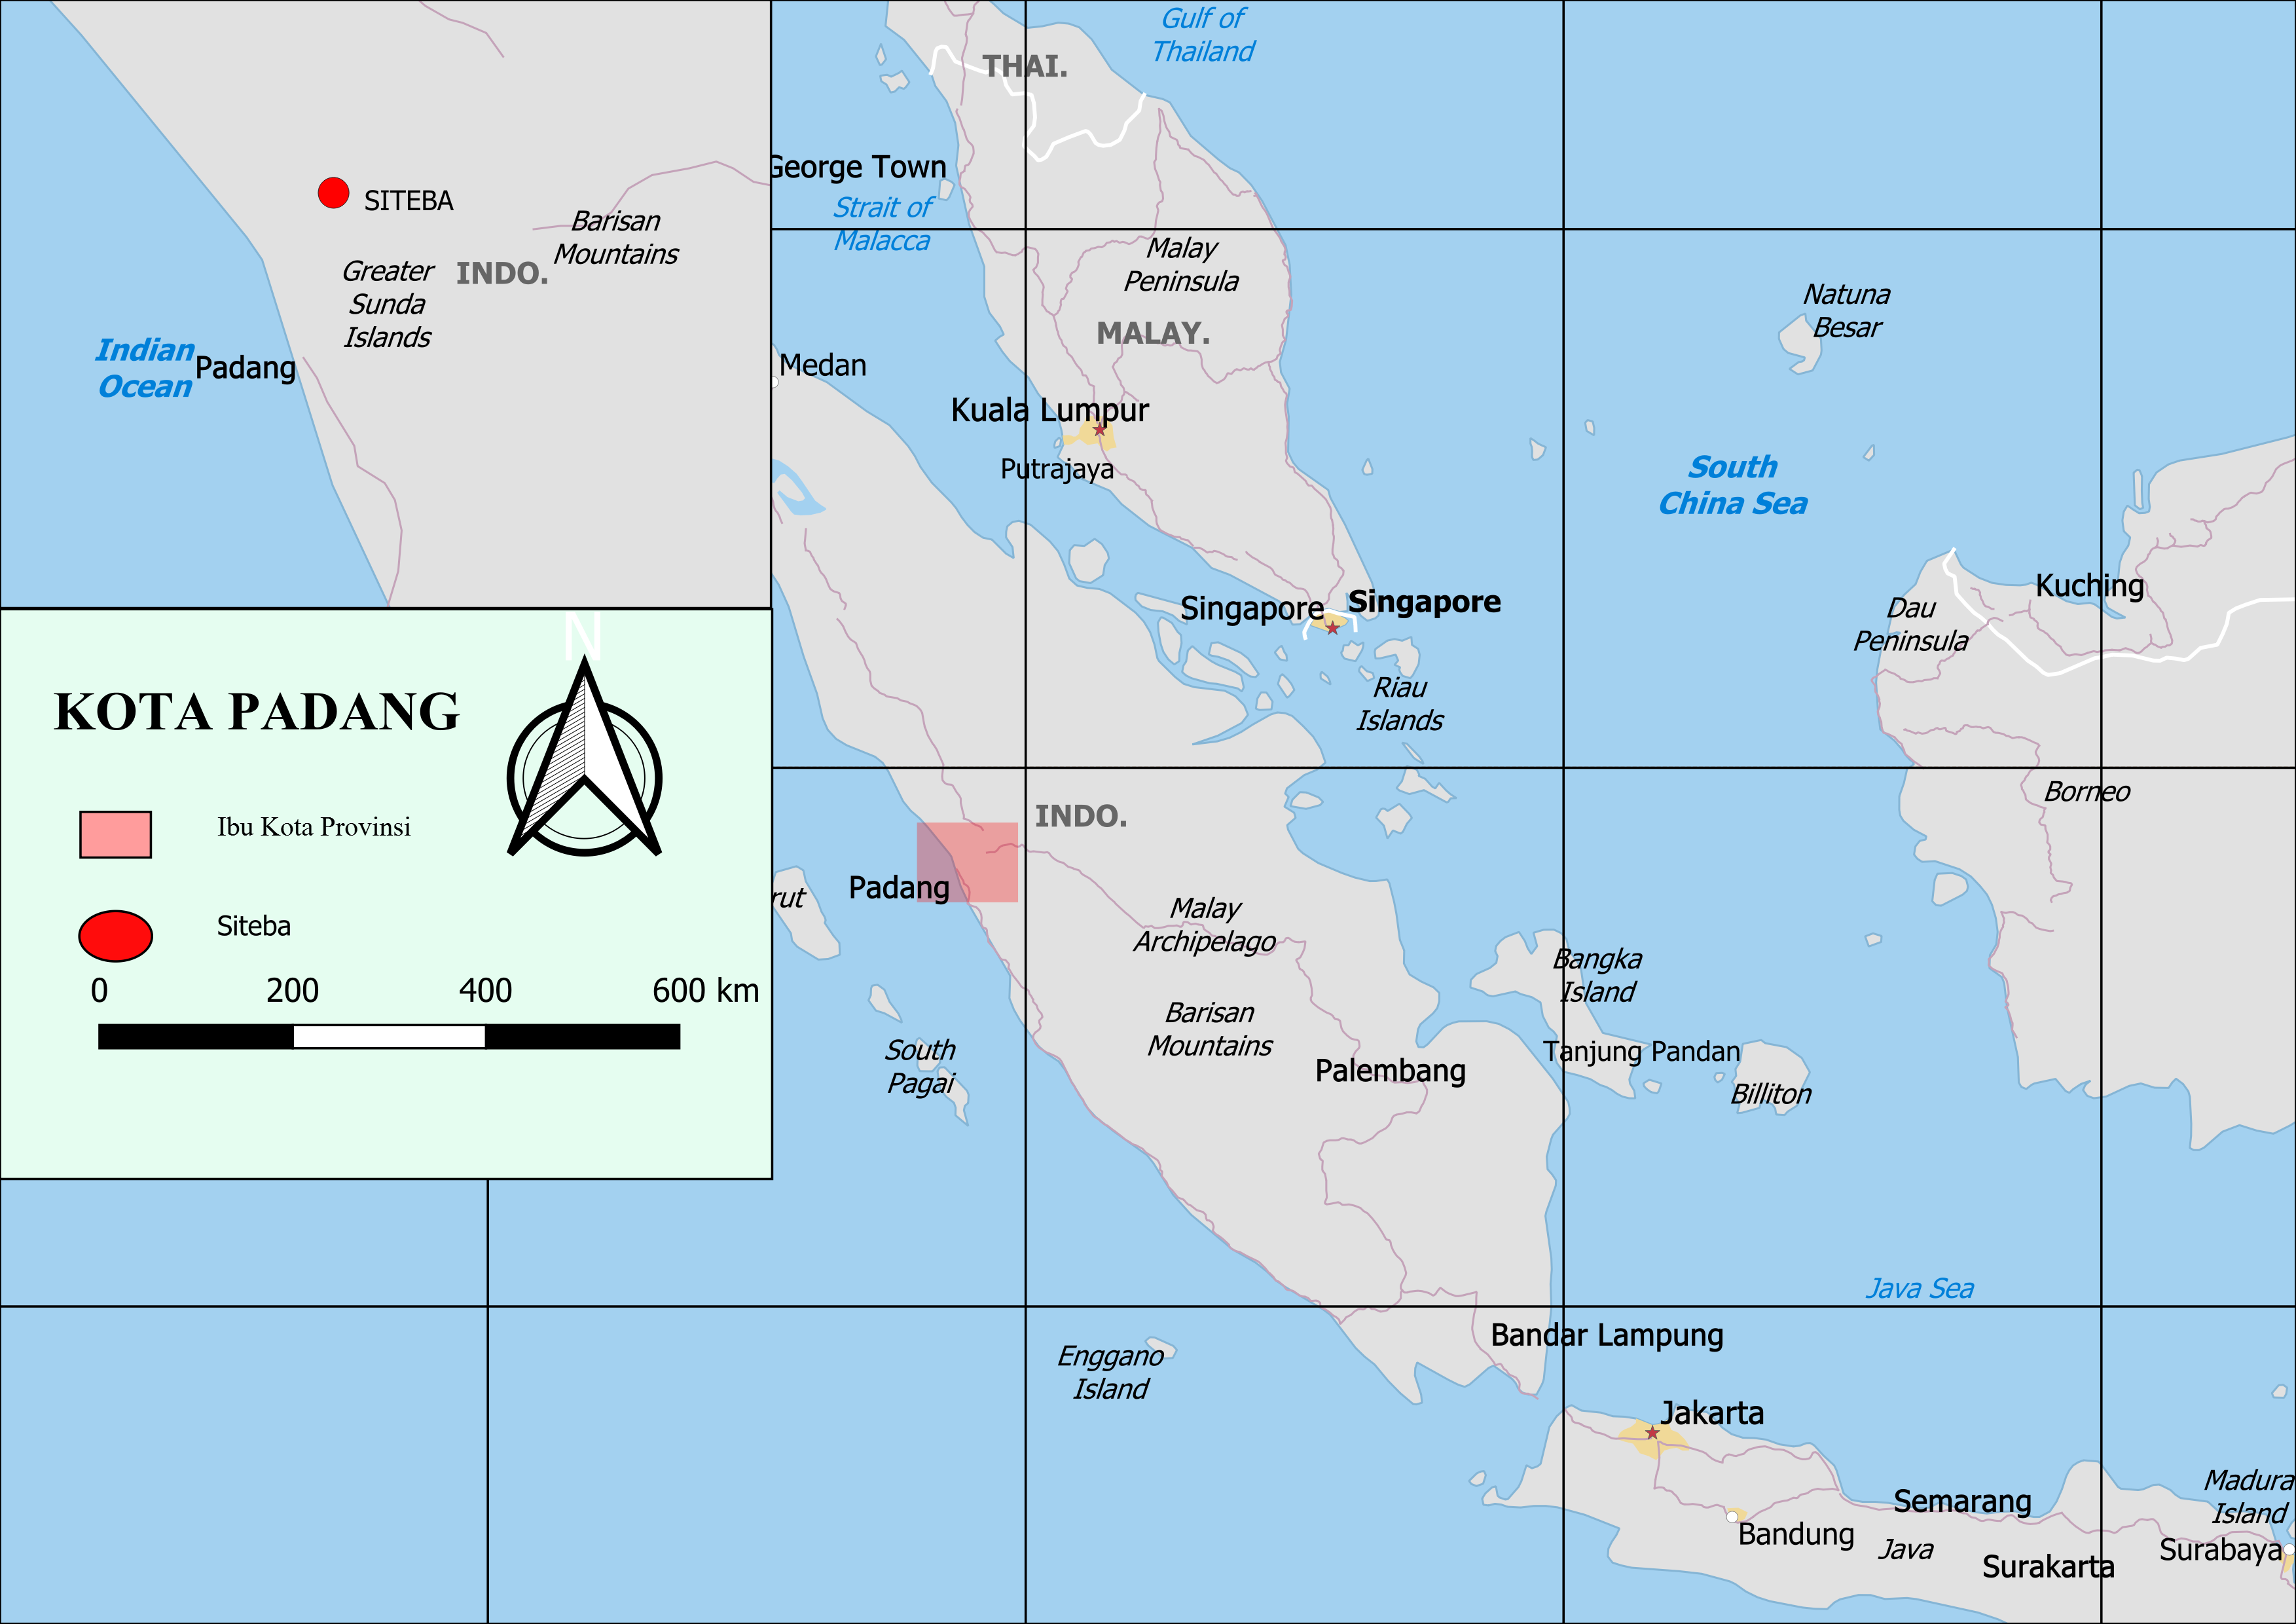 SITEBA
Barisan
Mountains
Greater
Sunda
Islands
INDO.
Indian
Ocean
Padang
N
KOTA PADANG
Ibu Kota Provinsi
Siteba
0 200 400 600 km
Gulf of
Thailand
THAI.
George Town
Strait of
Malacca
Malay
Peninsula
MALAY.
Natuna
Besar
Medan
Kuala Lumpur
Putrajaya
South
China Sea
Singapore
Singapore
Kuching
Dau
Peninsula
Riau
Islands
Borneo
INDO.
Padang
rut
Malay
Archipelago
Bangka
Island
Barisan
Mountains
South
Pagai
Palembang
Tanjung Pandan
Billiton
Java Sea
Bandar Lampung
Enggano
Island
Jakarta
Madura
Island
Semarang
Bandung
Java
Surakarta
Surabaya